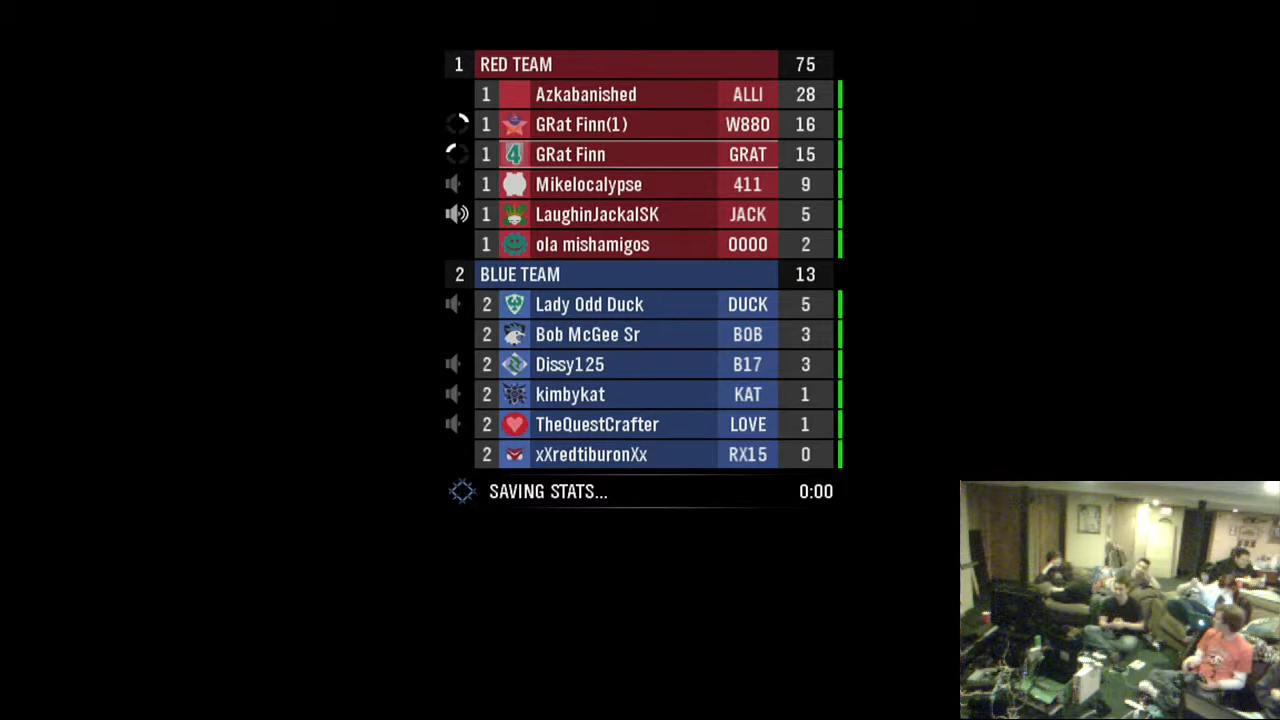 1 RED TEAM 75
1 Azkabanished ALLI 28
1 GRat Finn(1) W880 16
1 4 GRat Finn GRAT 15
1 Mikelocalypse 411 9
1 LaughinJackalSK JACK 5
1 ola mishamigos OOOO 2
2 BLUE TEAM 13
2 Lady Odd Duck DUCK 5
2 Bob McGee Sr BOB 3
2 Dissy125 B17 3
2 kimbykat KAT 1
2 TheQuestCrafter LOVE 1
2 xXredtiburonXx RX15 0
SAVING STATS... 0:00